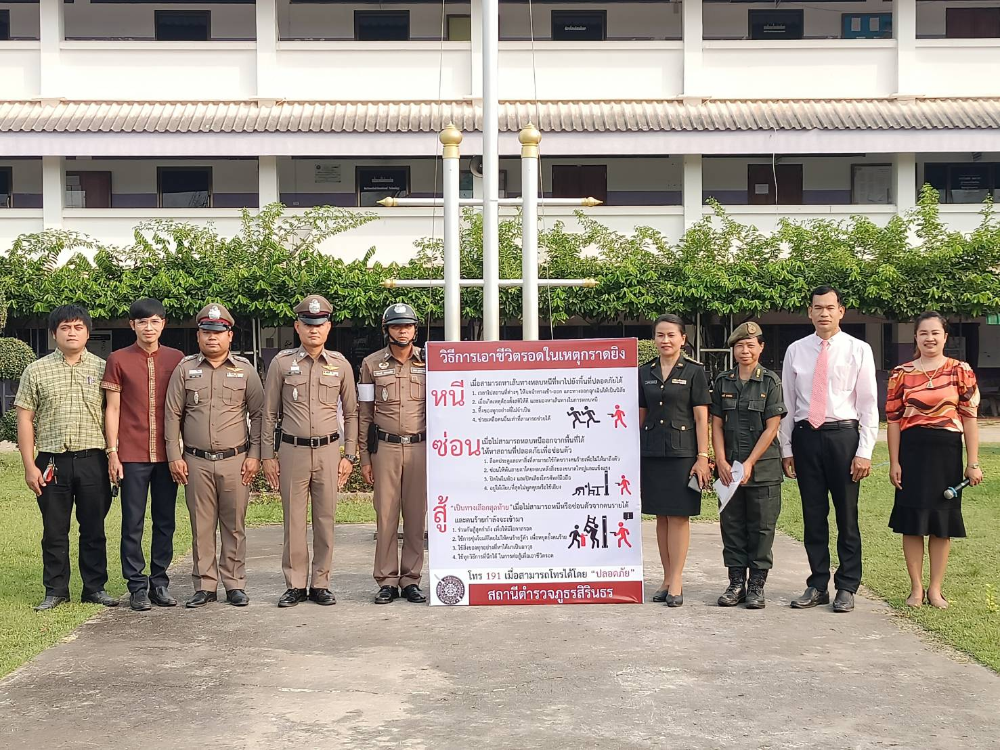 วิธีการเอาชีวิตรอดในเหตุกราดยิง
หนี
เมื่อสามารถหาเส้นทางหลบหนีที่พาไปยังพื้นที่ปลอดภัยได้
1. เวลาไปสถานที่ต่างๆ ให้จดจำทางเข้า-ออก และทางออกฉุกเฉินให้เป็นนิสัย
2. เมื่อเกิดเหตุต้องตั้งสติให้ดี และมองหาเส้นทางในการหลบหนี
3. ทิ้งของทุกอย่างที่ไม่จำเป็น
4. ช่วยเหลือคนอื่นเท่าที่สามารถช่วยได้
ซ่อน
เมื่อไม่สามารถหลบหนีออกจากพื้นที่ได้
ให้หาสถานที่ปลอดภัยเพื่อซ่อนตัว
1. ล็อคประตูและหาสิ่งที่สามารถใช้กีดขวางคนร้ายเพื่อไม่ให้มาถึงตัว
2. ซ่อนให้พ้นสายตาโดยหลบหลังสิ่งของขนาดใหญ่และแข็งแรง
3. ปิดไฟในห้อง และปิดเสียงโทรศัพท์มือถือ
4. อยู่ให้เงียบที่สุดไม่พูดคุยหรือใช้เสียง
สู้
"เป็นทางเลือกสุดท้าย"เมื่อไม่สามารถหนีหรือซ่อนตัวจากคนร้ายได้
และคนร้ายกำลังจะเข้ามา
1. ร่วมกันสู้สุดกำลัง เพื่อให้มีโอกาสรอด
2. ใช้การซุ่มโจมตีโดยไม่ให้คนร้ายรู้ตัว เพื่อหยุดยั้งคนร้าย
3. ใช้สิ่งของทุกอย่างที่หาได้มาเป็นอาวุธ
4. ใช้ทุกวิธีการที่นึกได้ ในการต่อสู้เพื่อเอาชีวิตรอด
โทร 191 เมื่อสามารถโทรได้โดย "ปลอดภัย"
สถานีตำรวจภูธรสิรินธร